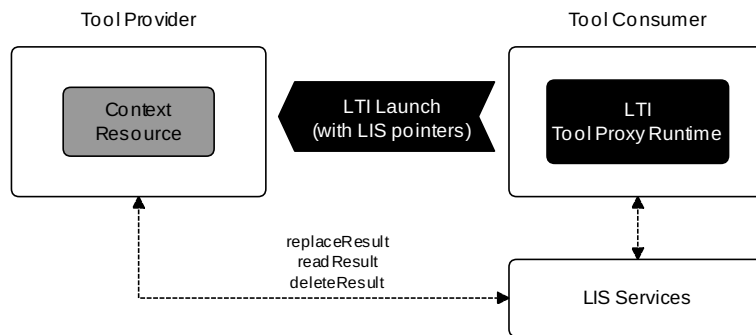 Tool Provider
Tool Consumer
Context
Resource
LTI Launch
(with LIS pointers)
LTI
Tool Proxy Runtime
replaceResult
readResult
deleteResult
LIS Services